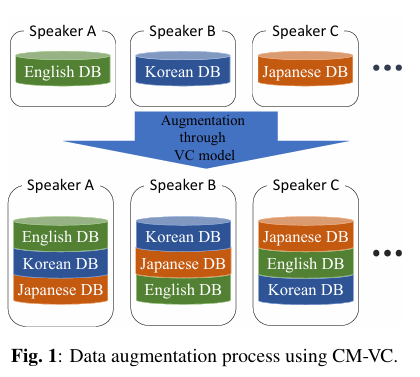 Speaker A
Speaker B
Speaker C
English DB
Korean DB
Japanese DB
Augmentation
through
VC model
Speaker A
Speaker B
Speaker C
English DB
Korean DB
Japanese DB
Korean DB
Japanese DB
English DB
Japanese DB
English DB
Korean DB
Fig. 1: Data augmentation process using CM-VC.